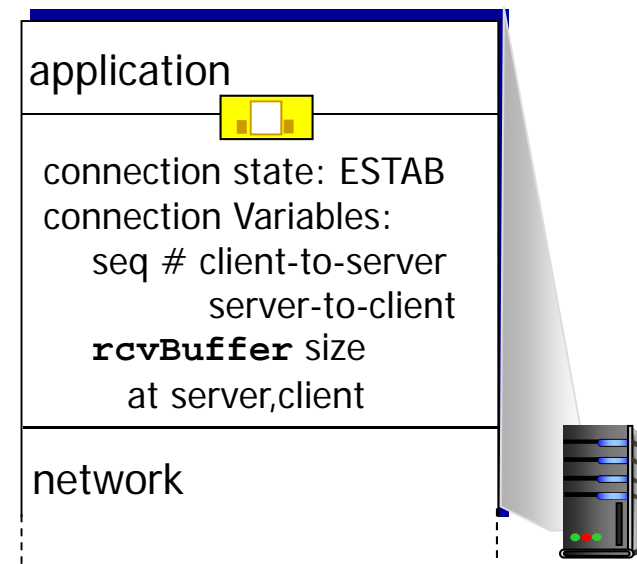 application
connection state: ESTAB
connection Variables:
seq # client-to-server
server-to-client
rcvBuffer size
at server,client
network